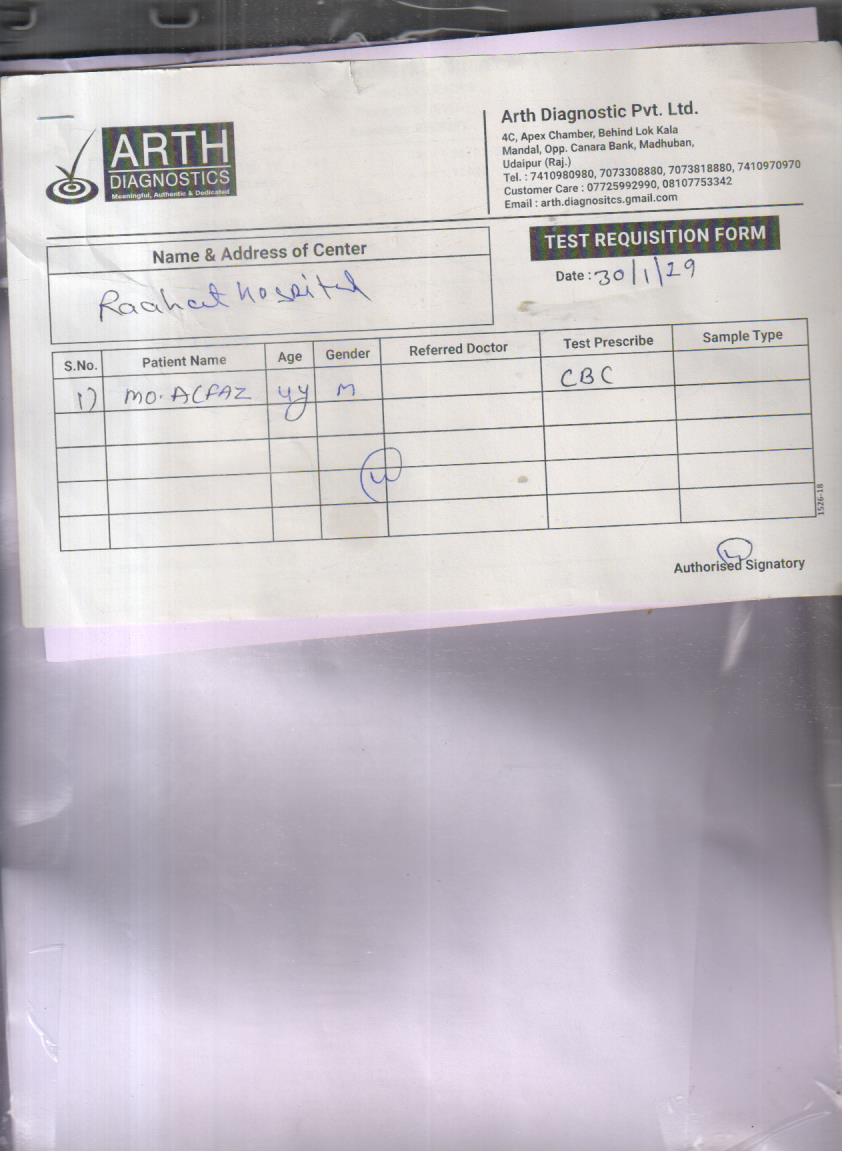 ARTH
DIAGNOSTICS
Meaningful, Authentic & Dedicated
Arth Diagnostic Pvt. Ltd.
4C, Apex Chamber, Behind Lok Kala
Mandal, Opp. Canara Bank, Madhuban,
Udaipur (Raj.)
Tel. : 7410980980, 7073308880, 7073818880, 7410970970
Customer Care : 07725992990, 08107753342
Email : arth.diagnositcs.gmail.com
TEST REQUISITION FORM
Date : 30/1/29
Name & Address of Center
Raahat hospital
S.No. Patient Name Age Gender Referred Doctor Test Prescribe Sample Type
1) MO. ALFAZ 4y M CBC
1526-18
Authorised Signatory